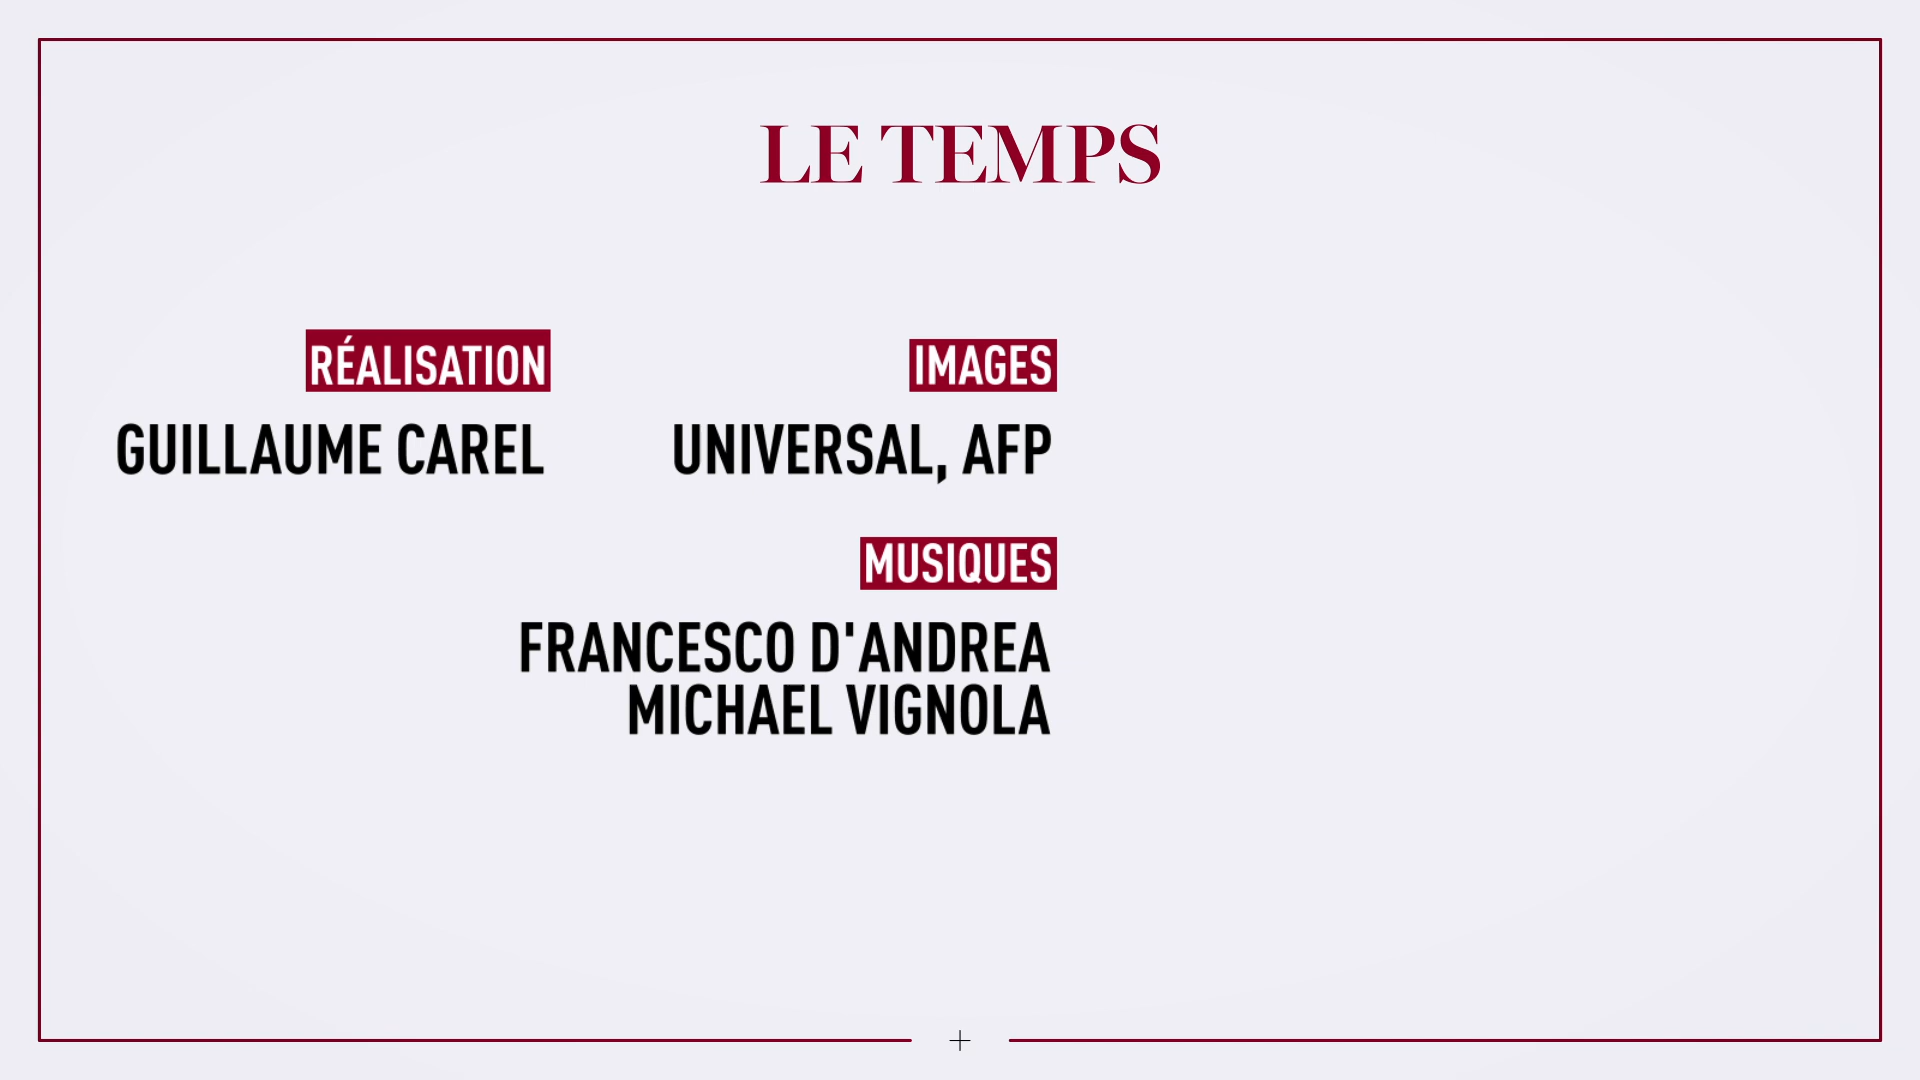 LE TEMPS
RÉALISATION
GUILLAUME CAREL
IMAGES
UNIVERSAL, AFP
MUSIQUES
FRANCESCO D'ANDREA
MICHAEL VIGNOLA